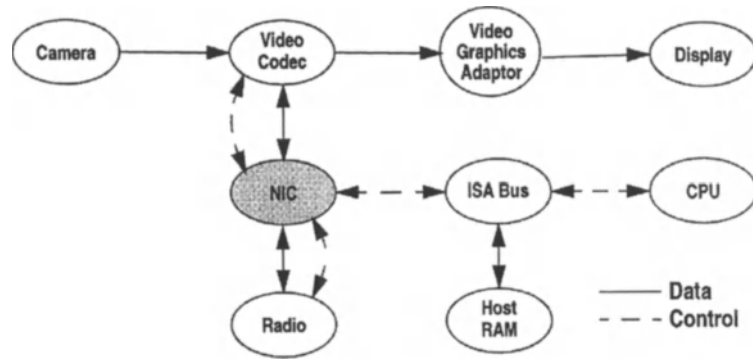 Camera
Video
Codec
Video
Graphics
Adaptor
Display
NIC
ISA Bus
CPU
Radio
Host
RAM
Data
Control